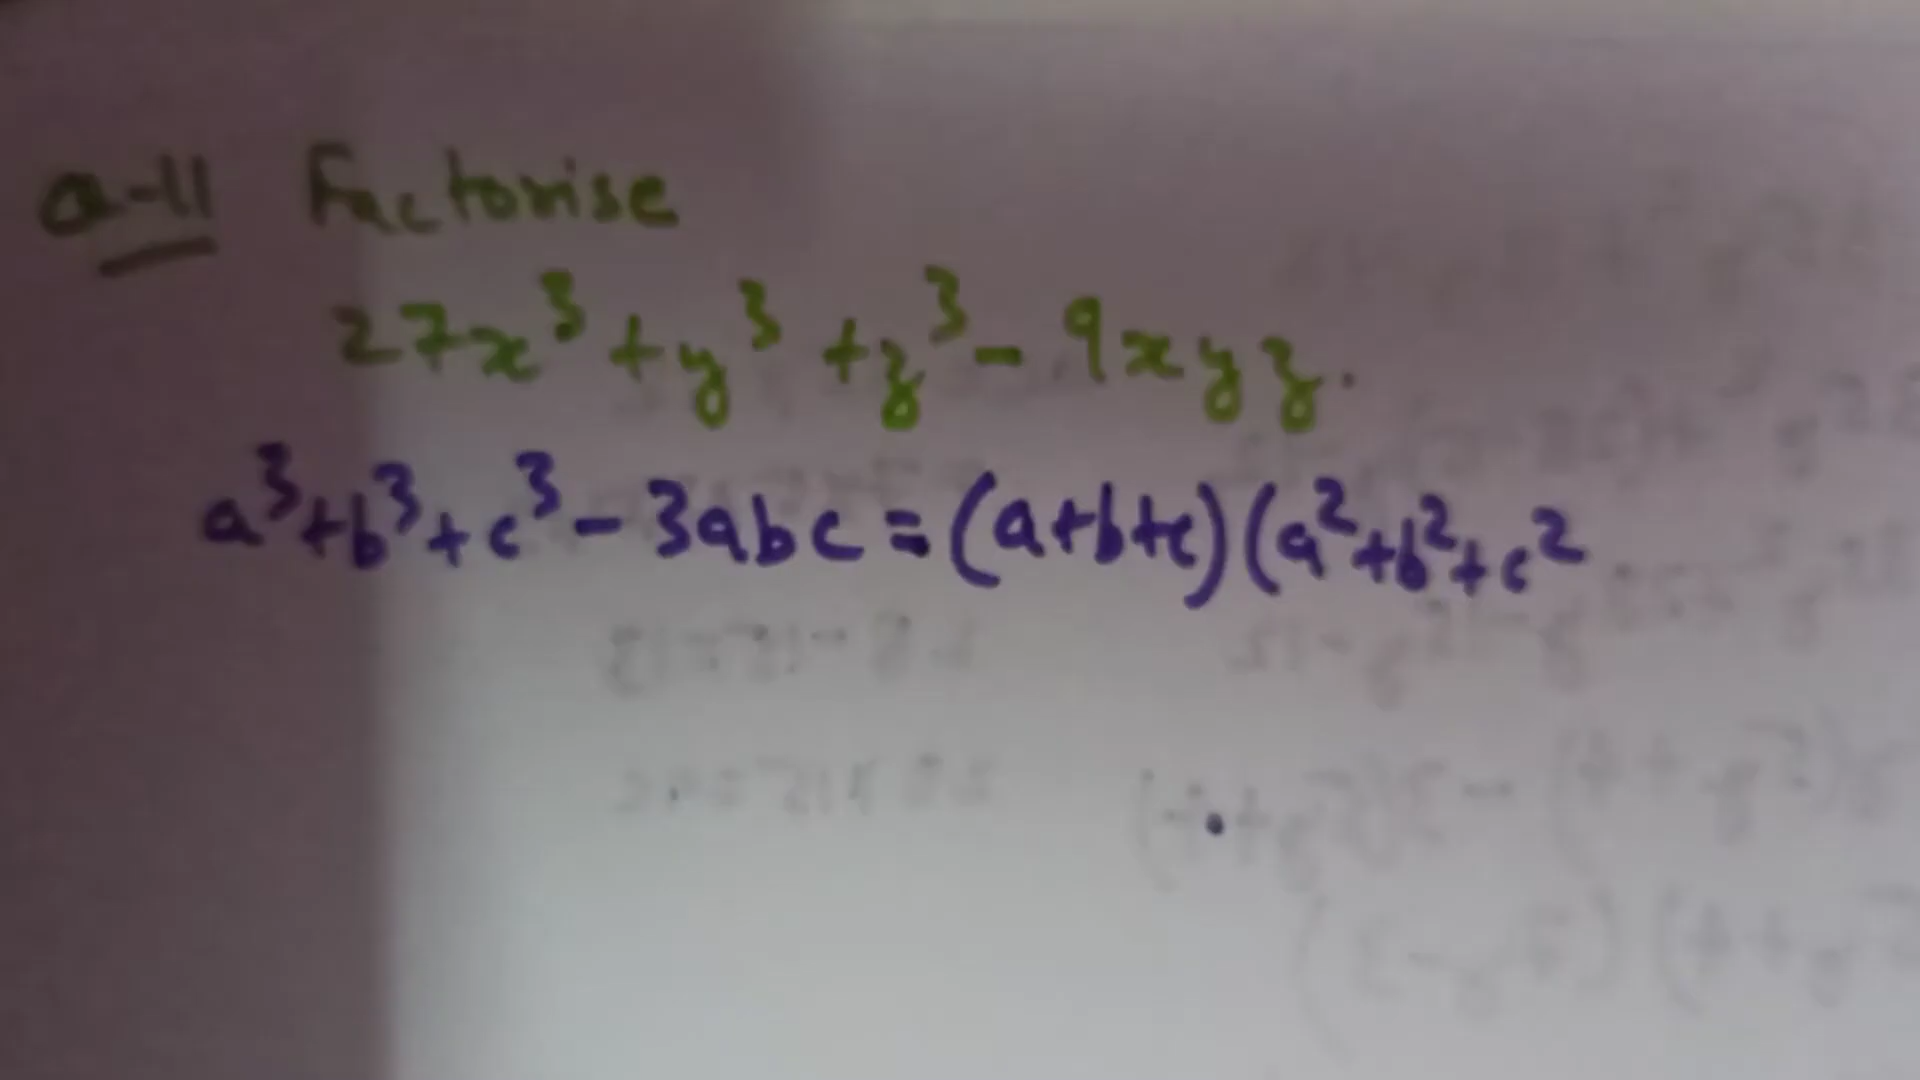 Q-11 Factorise
27x³ + y³ + z³ - 9xyz.
a³+b³+c³ - 3abc = (a+b+c)(a²+b²+c²